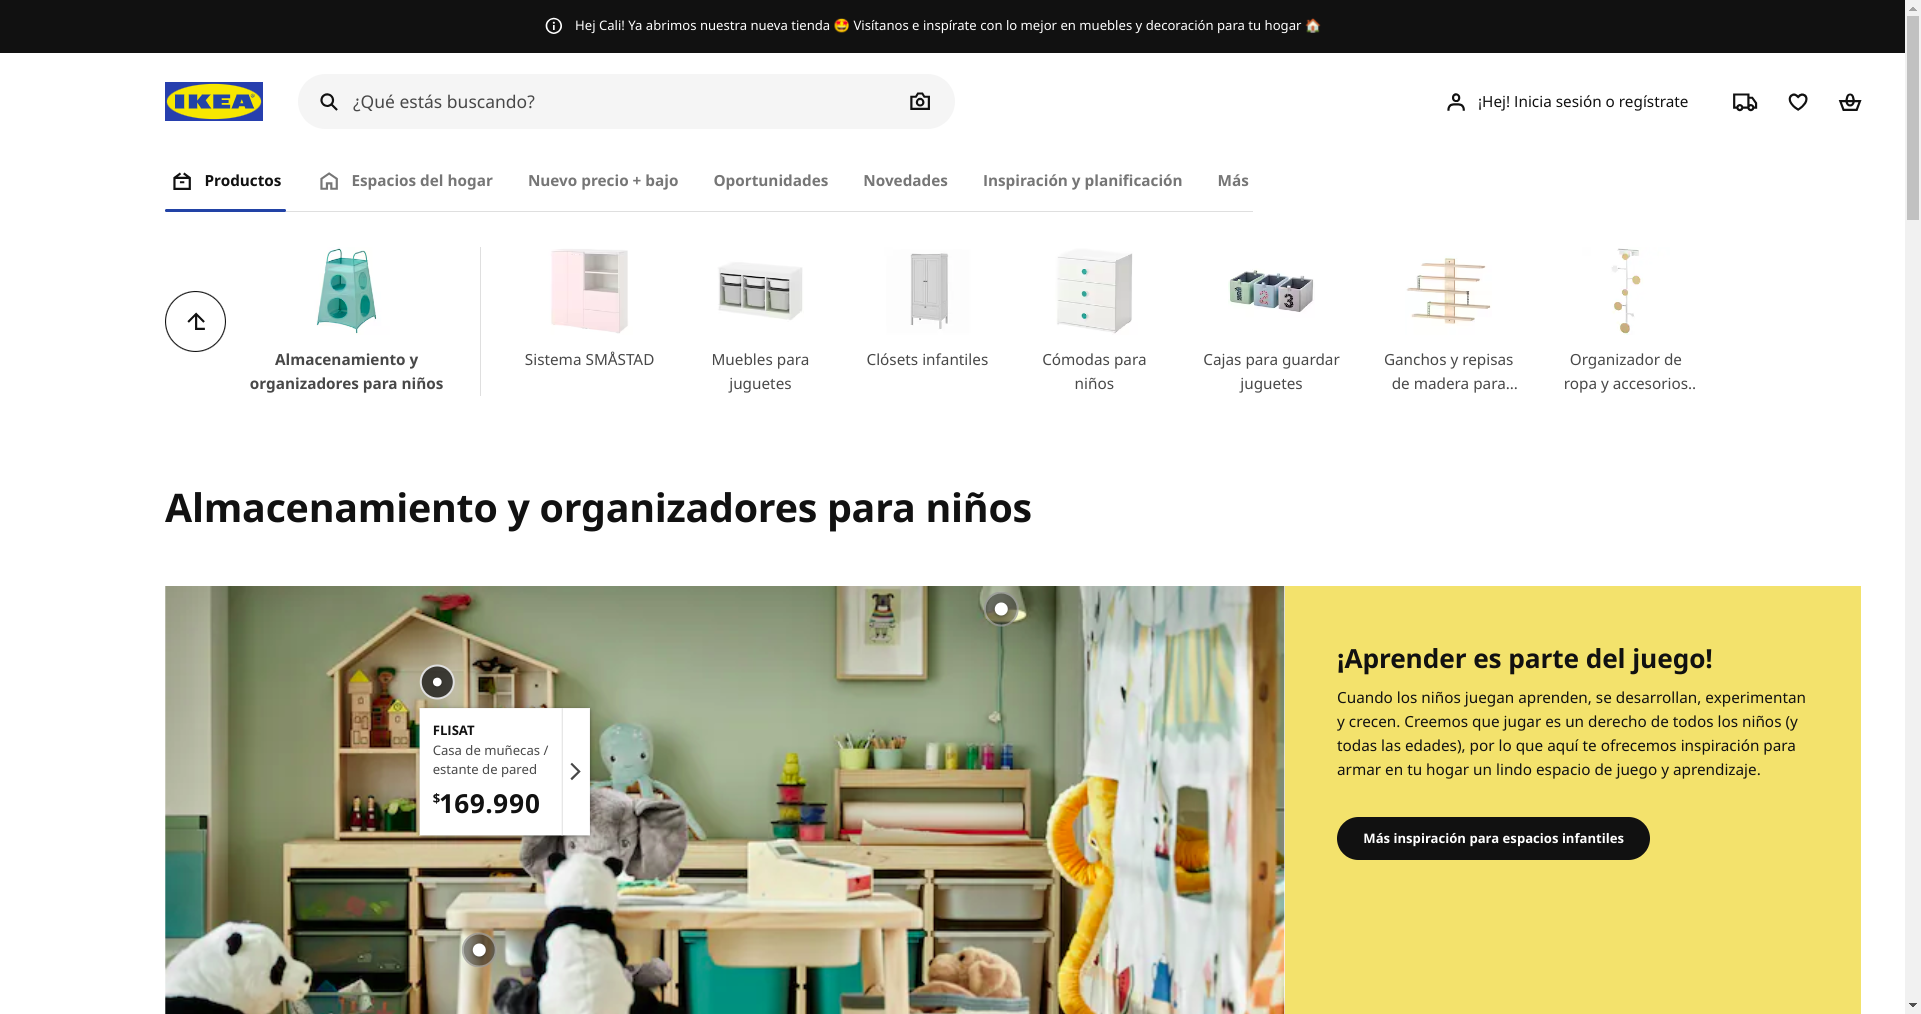 Hej Cali! Ya abrimos nuestra nueva tienda 🤩 Visítanos e inspírate con lo mejor en muebles y decoración para tu hogar 🏠
IKEA
¿Qué estás buscando?
¡Hej! Inicia sesión o regístrate
Productos
Espacios del hogar
Nuevo precio + bajo
Oportunidades
Novedades
Inspiración y planificación
Más
Almacenamiento y
organizadores para niños
Sistema SMÅSTAD
Muebles para
juguetes
Clósets infantiles
Cómodas para
niños
Cajas para guardar
juguetes
Ganchos y repisas
de madera para...
Organizador de
ropa y accesorios..
Almacenamiento y organizadores para niños
FLISAT
Casa de muñecas /
estante de pared
$169.990
¡Aprender es parte del juego!
Cuando los niños juegan aprenden, se desarrollan, experimentan
y crecen. Creemos que jugar es un derecho de todos los niños (y
todas las edades), por lo que aquí te ofrecemos inspiración para
armar en tu hogar un lindo espacio de juego y aprendizaje.
Más inspiración para espacios infantiles